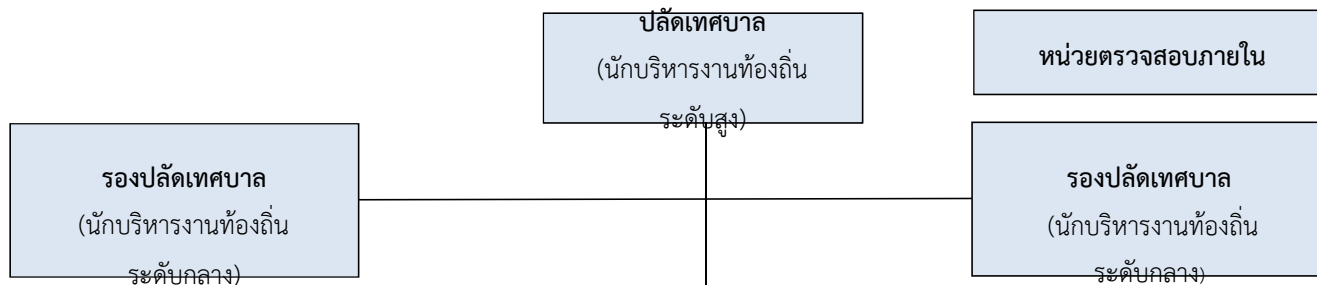 ปลัดเทศบาล
(นักบริหารงานท้องถิ่น
ระดับสูง)
หน่วยตรวจสอบภายใน
รองปลัดเทศบาล
(นักบริหารงานท้องถิ่น
ระดับกลาง)
รองปลัดเทศบาล
(นักบริหารงานท้องถิ่น
ระดับกลาง)